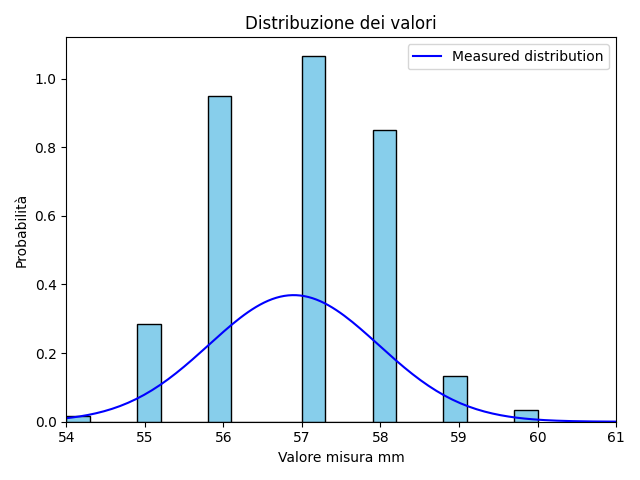 Distribuzione dei valori
Measured distribution
Probabilità
1.0
0.8
0.6
0.4
0.2
0.0
54 55 56 57 58 59 60 61
Valore misura mm